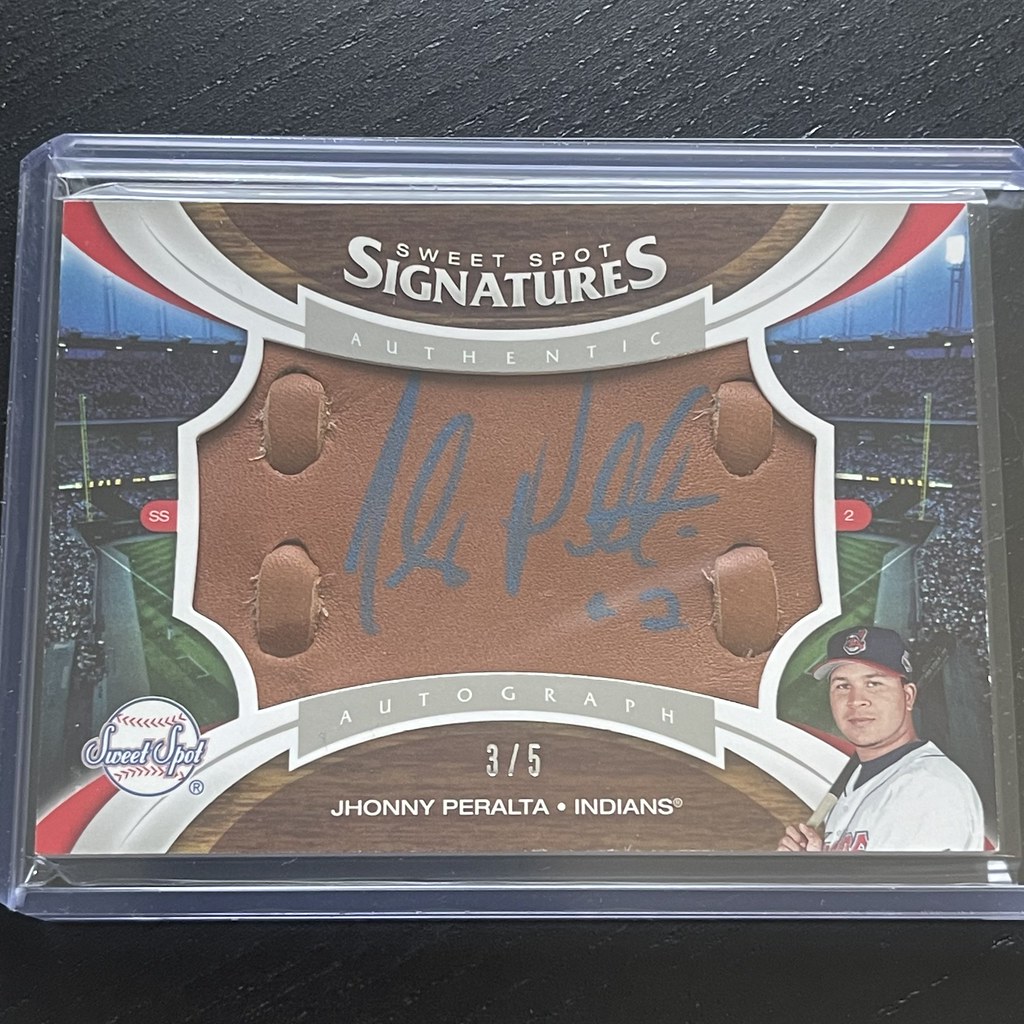 SWEET SPOT
SIGNATURES
AUTHENTIC
SS
2
AUTOGRAPH
Sweet Spot®
3/5
JHONNY PERALTA • INDIANS®